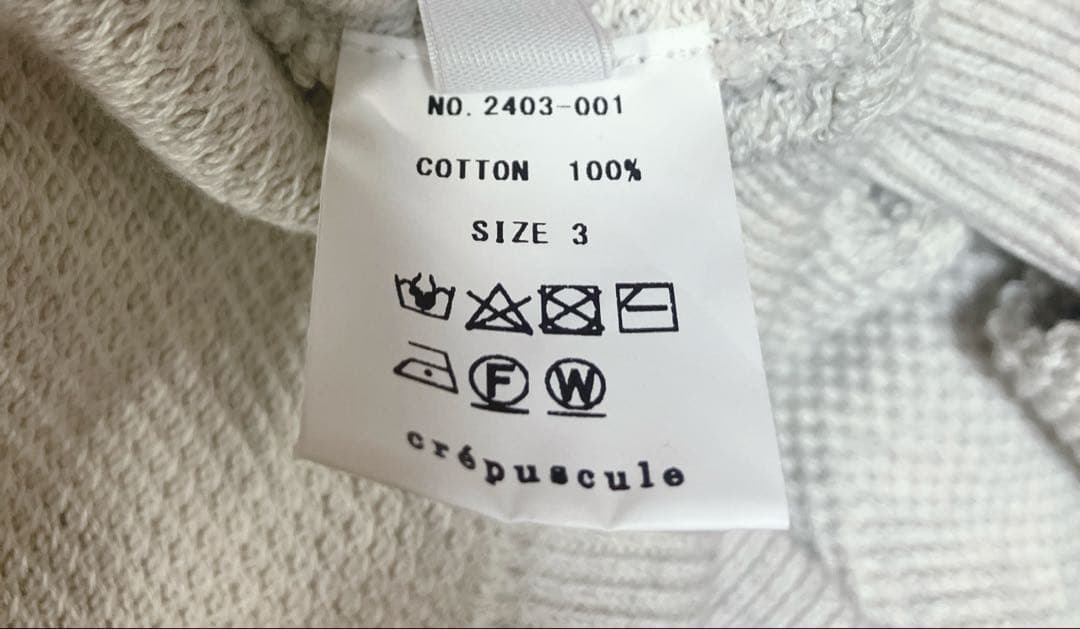 NO. 2403-001
COTTON 100%
SIZE 3
F W
crépuscule